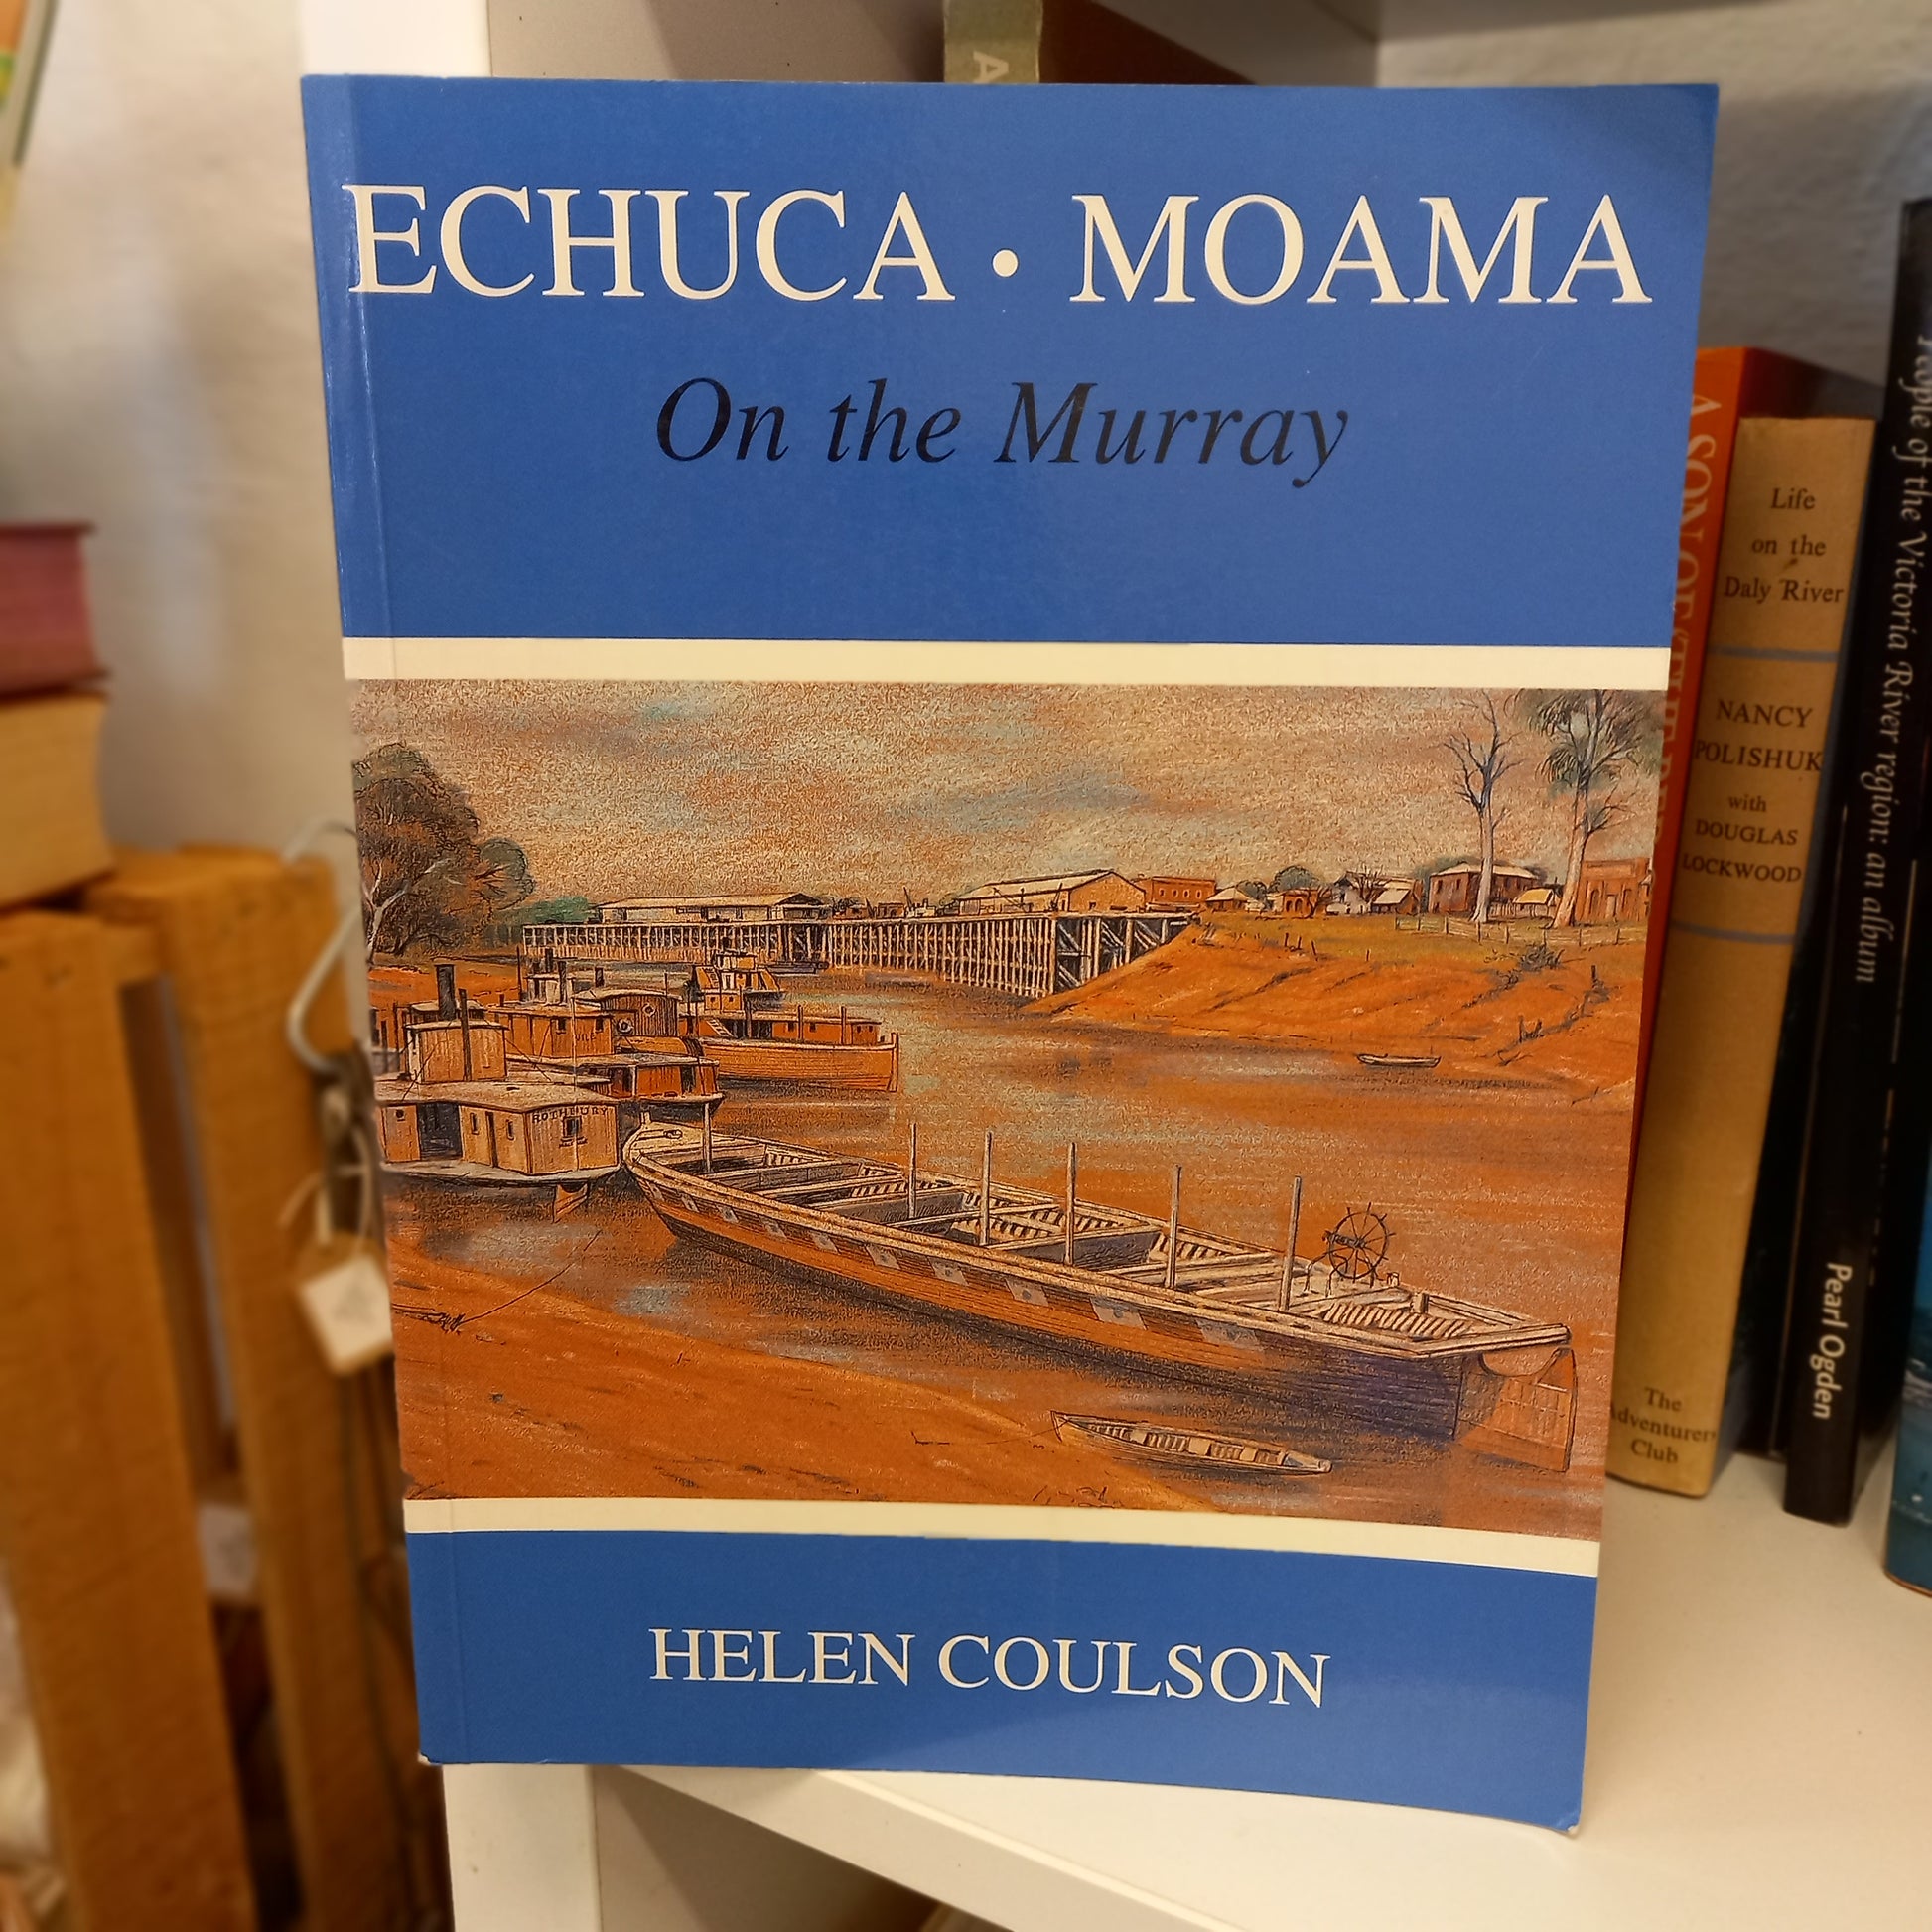 ECHUCA • MOAMA
On the Murray
ROTHBURY
HELEN COULSON
A
Life
on the
Daly River
NANCY
POLISHUK
with
DOUGLAS
LOCKWOOD
The
Adventurers
Club
People of the Victoria River region: an album
Pearl Ogden